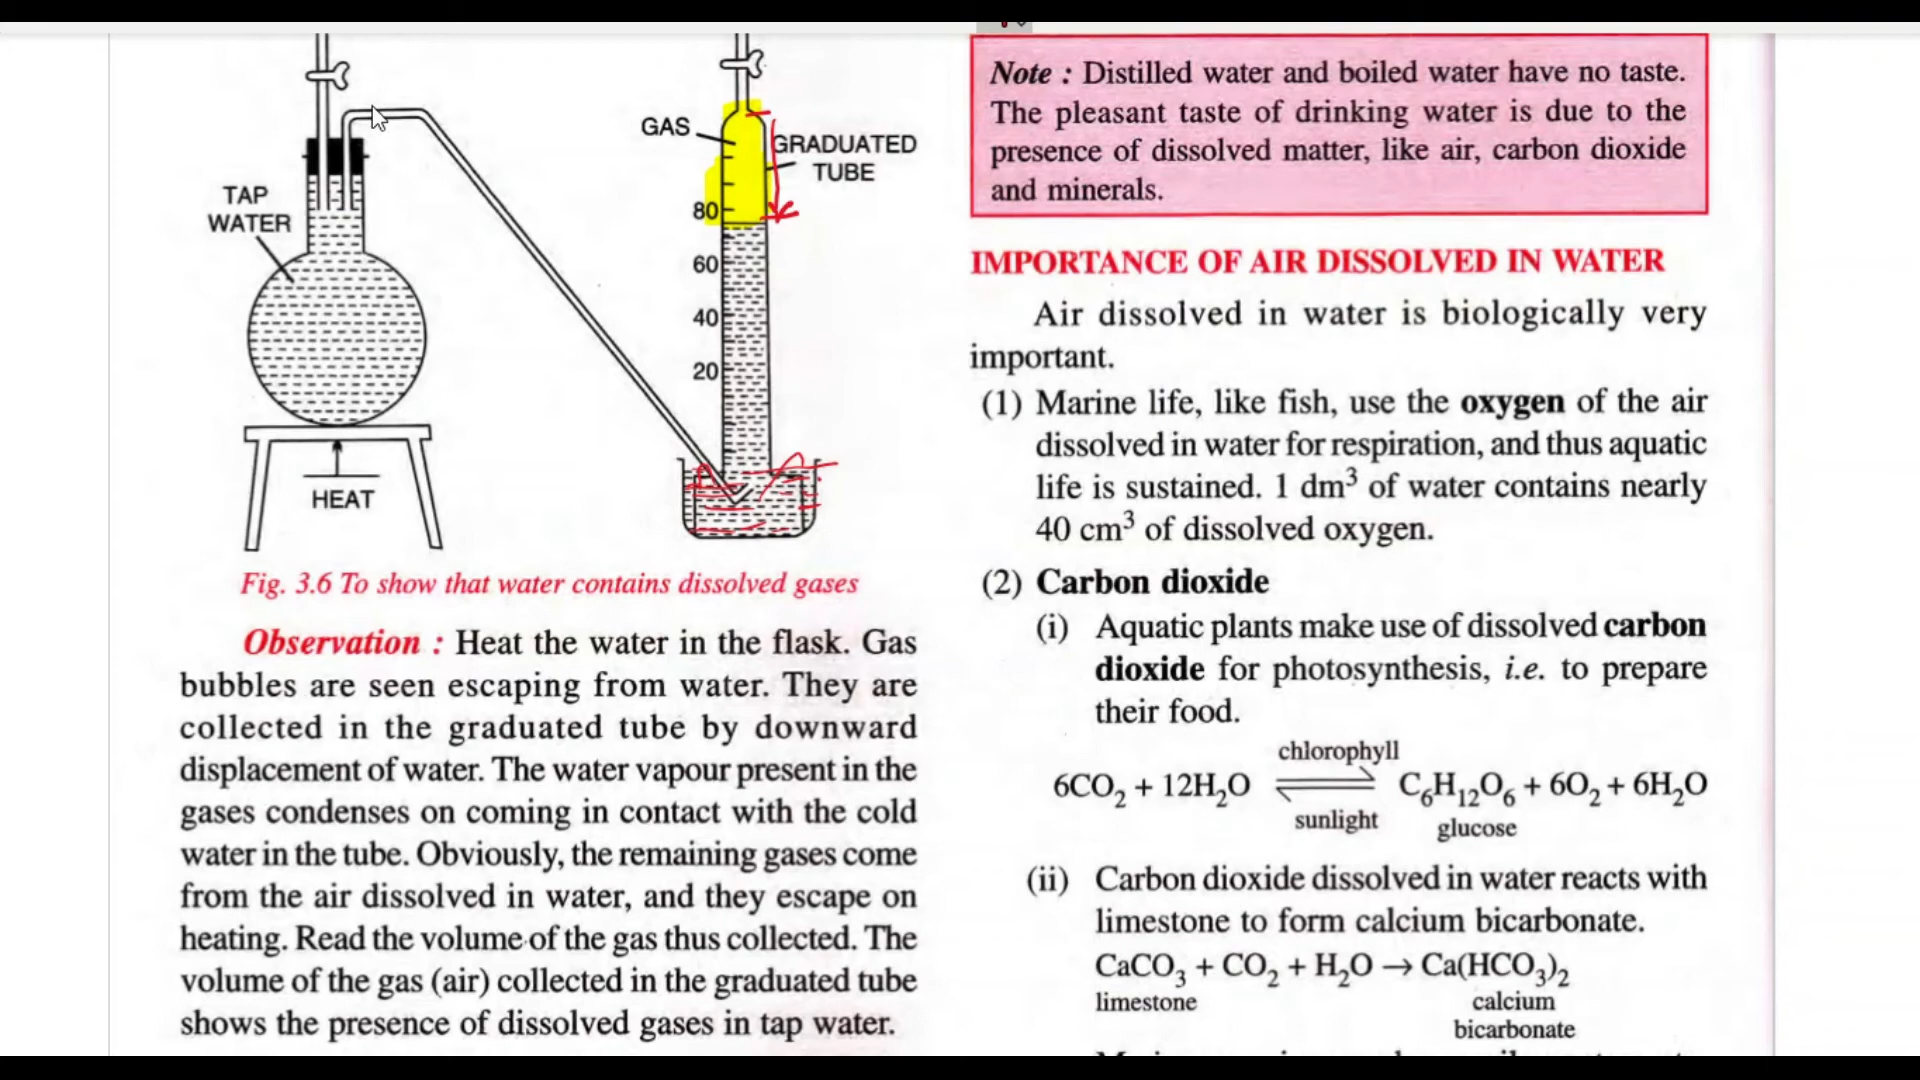 GAS
GRADUATED
TUBE
TAP
WATER
80
60
40
20
HEAT
Fig. 3.6 To show that water contains dissolved gases
Observation : Heat the water in the flask. Gas
bubbles are seen escaping from water. They are
collected in the graduated tube by downward
displacement of water. The water vapour present in the
gases condenses on coming in contact with the cold
water in the tube. Obviously, the remaining gases come
from the air dissolved in water, and they escape on
heating. Read the volume of the gas thus collected. The
volume of the gas (air) collected in the graduated tube
shows the presence of dissolved gases in tap water.
Note : Distilled water and boiled water have no taste.
The pleasant taste of drinking water is due to the
presence of dissolved matter, like air, carbon dioxide
and minerals.
IMPORTANCE OF AIR DISSOLVED IN WATER
Air dissolved in water is biologically very
important.
(1) Marine life, like fish, use the oxygen of the air
dissolved in water for respiration, and thus aquatic
life is sustained. 1 dm³ of water contains nearly
40 cm³ of dissolved oxygen.
(2) Carbon dioxide
(i) Aquatic plants make use of dissolved carbon
dioxide for photosynthesis, i.e. to prepare
their food.
chlorophyll
6CO₂ + 12H₂O ⇌ C₆H₁₂O₆ + 6O₂ + 6H₂O
sunlight glucose
(ii) Carbon dioxide dissolved in water reacts with
limestone to form calcium bicarbonate.
CaCO₃ + CO₂ + H₂O → Ca(HCO₃)₂
limestone calcium
bicarbonate